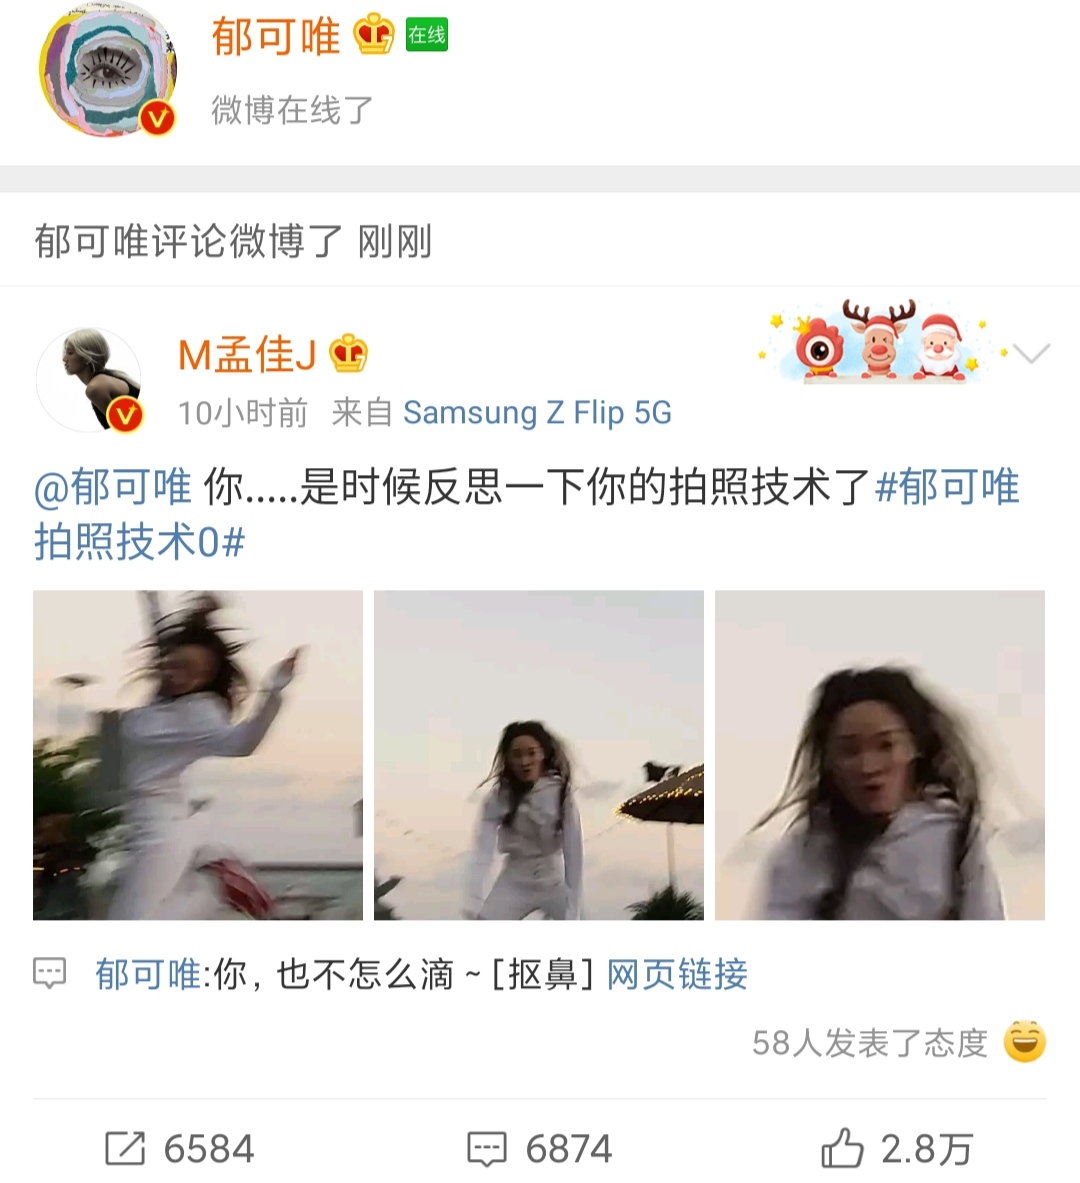 郁可唯 在线
微博在线了
郁可唯评论微博了 刚刚
M孟佳J
10小时前 来自 Samsung Z Flip 5G
@郁可唯 你.....是时候反思一下你的拍照技术了#郁可唯
拍照技术0#
郁可唯:你，也不怎么滴～[抠鼻] 网页链接
58人发表了态度
6584 6874 2.8万